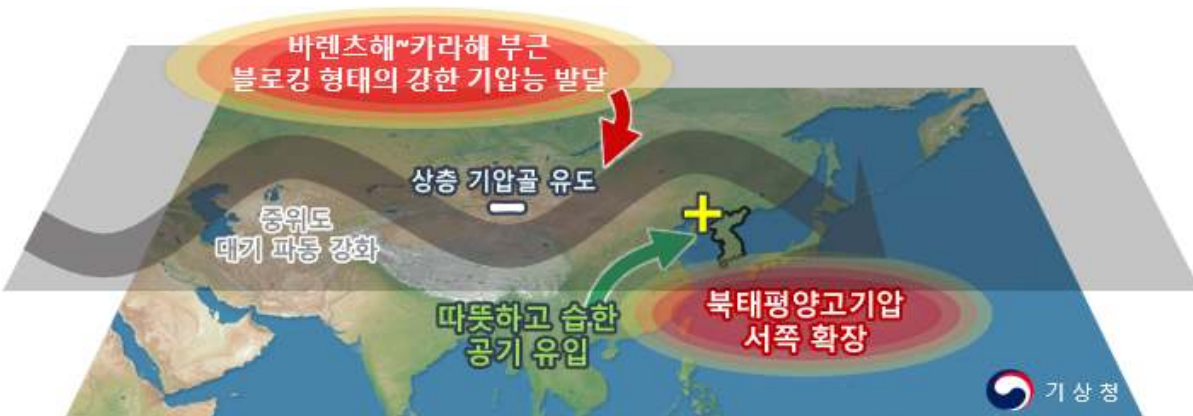 바렌츠해~카라해 부근
블로킹 형태의 강한 기압능 발달
상층 기압골 유도
중위도
대기 파동 강화
따뜻하고 습한
공기 유입
북태평양고기압
서쪽 확장
기상청